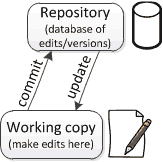 Repository
(database of
edits/versions)
commit
update
Working copy
(make edits here)